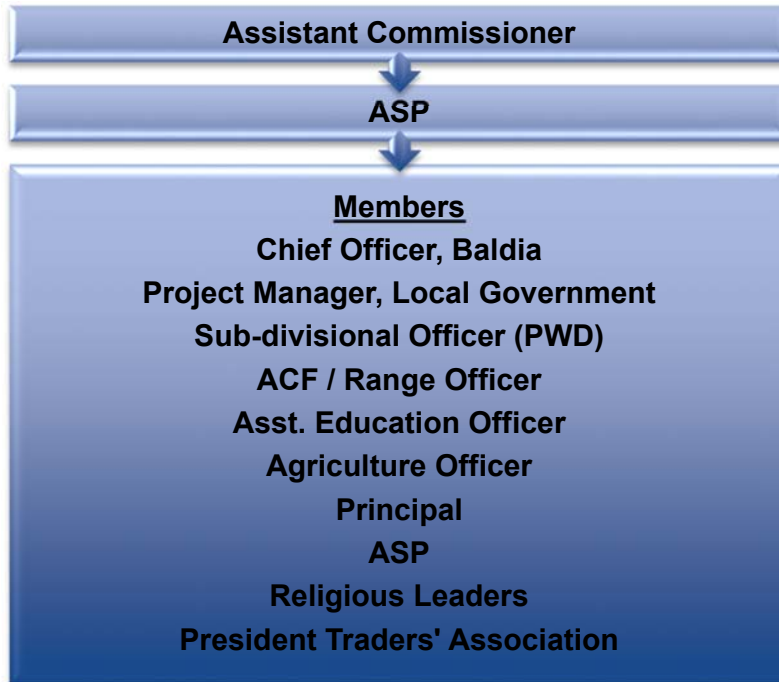 Assistant Commissioner
ASP
Members
Chief Officer, Baldia
Project Manager, Local Government
Sub-divisional Officer (PWD)
ACF / Range Officer
Asst. Education Officer
Agriculture Officer
Principal
ASP
Religious Leaders
President Traders' Association